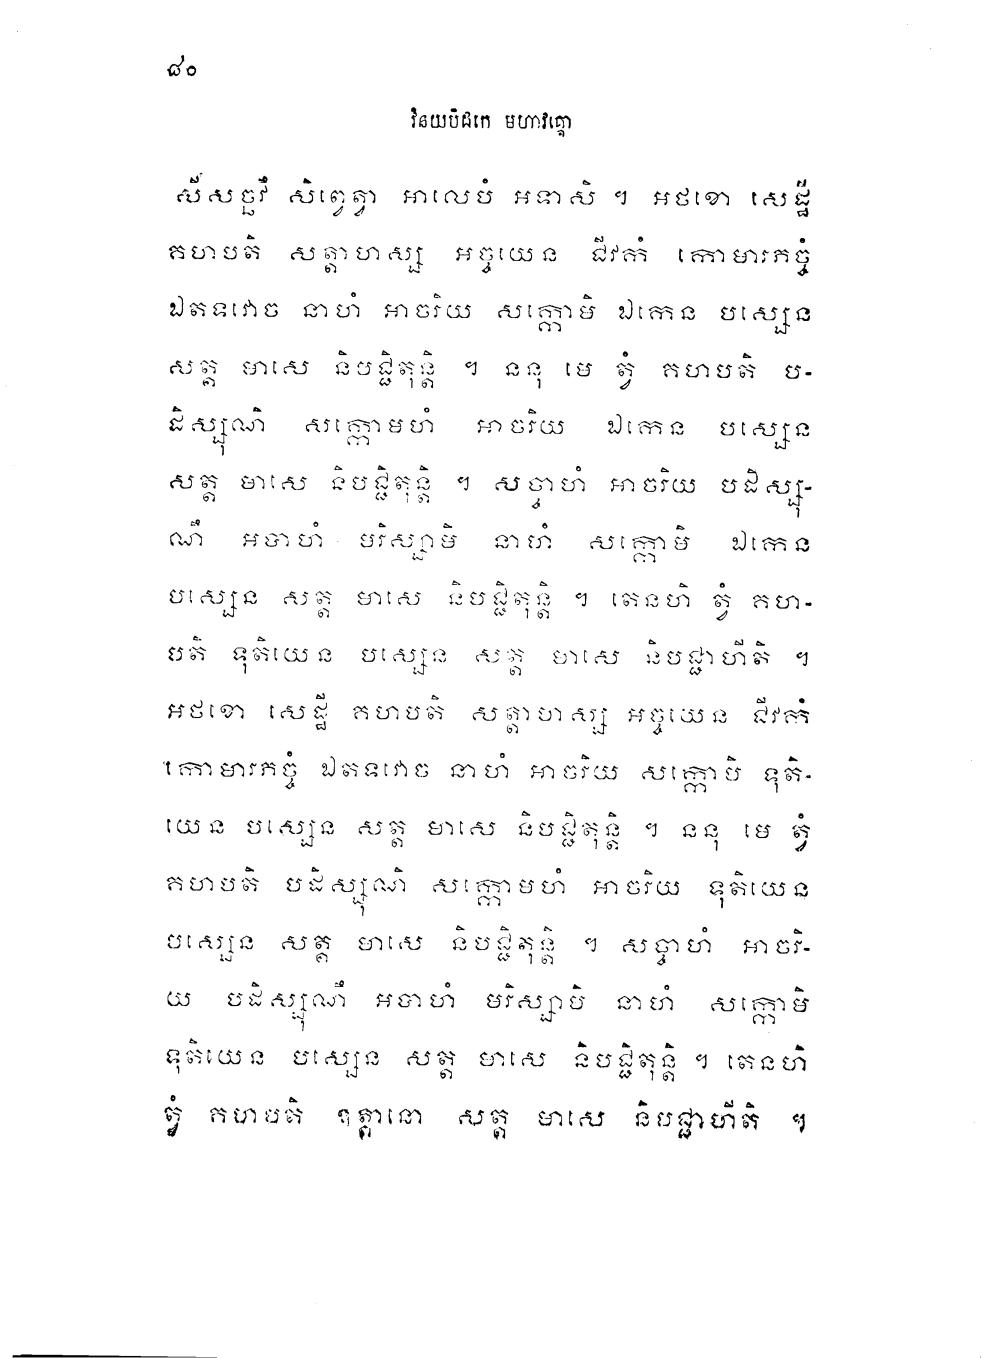 ៨០
វិនយបិដកេ មហាវគ្គោ
សីសច្ឆវឹ សិព្វេត្វា អាលេបំ អទាសិ ។ អថខោ សេដ្ឋី
គហបតិ សត្តាហស្ស អច្ចយេន ជីវកំ កោមារភច្ចំ
ឯតទវោច នាហំ អាចរិយ សក្កោមិ ឯកេន បស្សេន
សត្ត មាសេ និបជ្ជិតុន្តិ ។ ននុ មេ ត្វំ គហបតិ ប-
ដិស្សុណិ សក្កោមហំ អាចរិយ ឯកេន បស្សេន
សត្ត មាសេ និបជ្ជិតុន្តិ ។ សច្ចាហំ អាចរិយ បដិស្សុ-
ណឹ អបាហំ មរិស្សាមិ នាហំ សក្កោមិ ឯកេន
បស្សេន សត្ត មាសេ និបជ្ជិតុន្តិ ។ តេនហិ ត្វំ គហ-
បតិ ទុតិយេន បស្សេន សត្ត មាសេ និបជ្ជាហីតិ ។
អថខោ សេដ្ឋី គហបតិ សត្តាហស្ស អច្ចយេន ជីវកំ
កោមារភច្ចំ ឯតទវោច នាហំ អាចរិយ សក្កោមិ ទុតិ-
យេន បស្សេន សត្ត មាសេ និបជ្ជិតុន្តិ ។ ននុ មេ ត្វំ
គហបតិ បដិស្សុណិ សក្កោមហំ អាចរិយ ទុតិយេន
បស្សេន សត្ត មាសេ និបជ្ជិតុន្តិ ។ សច្ចាហំ អាចរិ-
យ បដិស្សុណឹ អបាហំ មរិស្សាមិ នាហំ សក្កោមិ
ទុតិយេន បស្សេន សត្ត មាសេ និបជ្ជិតុន្តិ ។ តេនហិ
ត្វំ គហបតិ ឧត្តានោ សត្ត មាសេ និបជ្ជាហីតិ ។